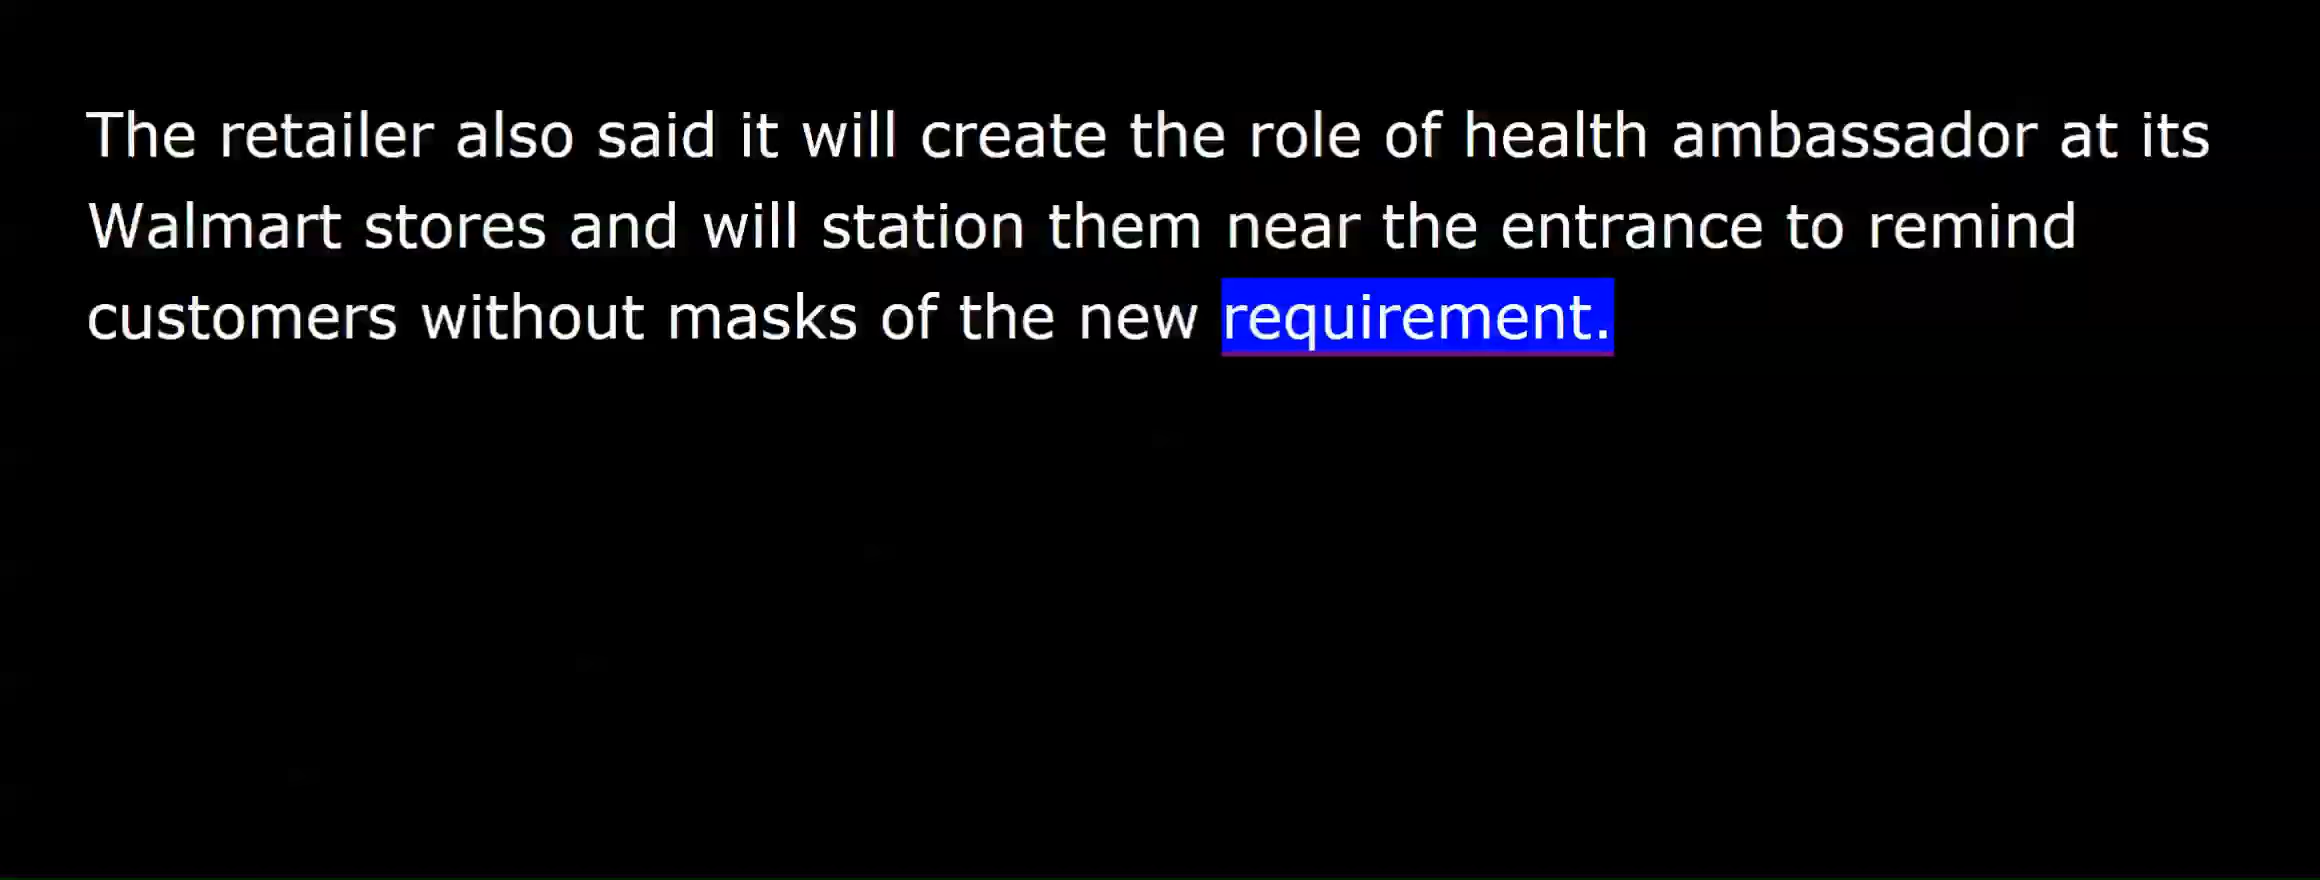 The retailer also said it will create the role of health ambassador at its
Walmart stores and will station them near the entrance to remind
customers without masks of the new requirement.